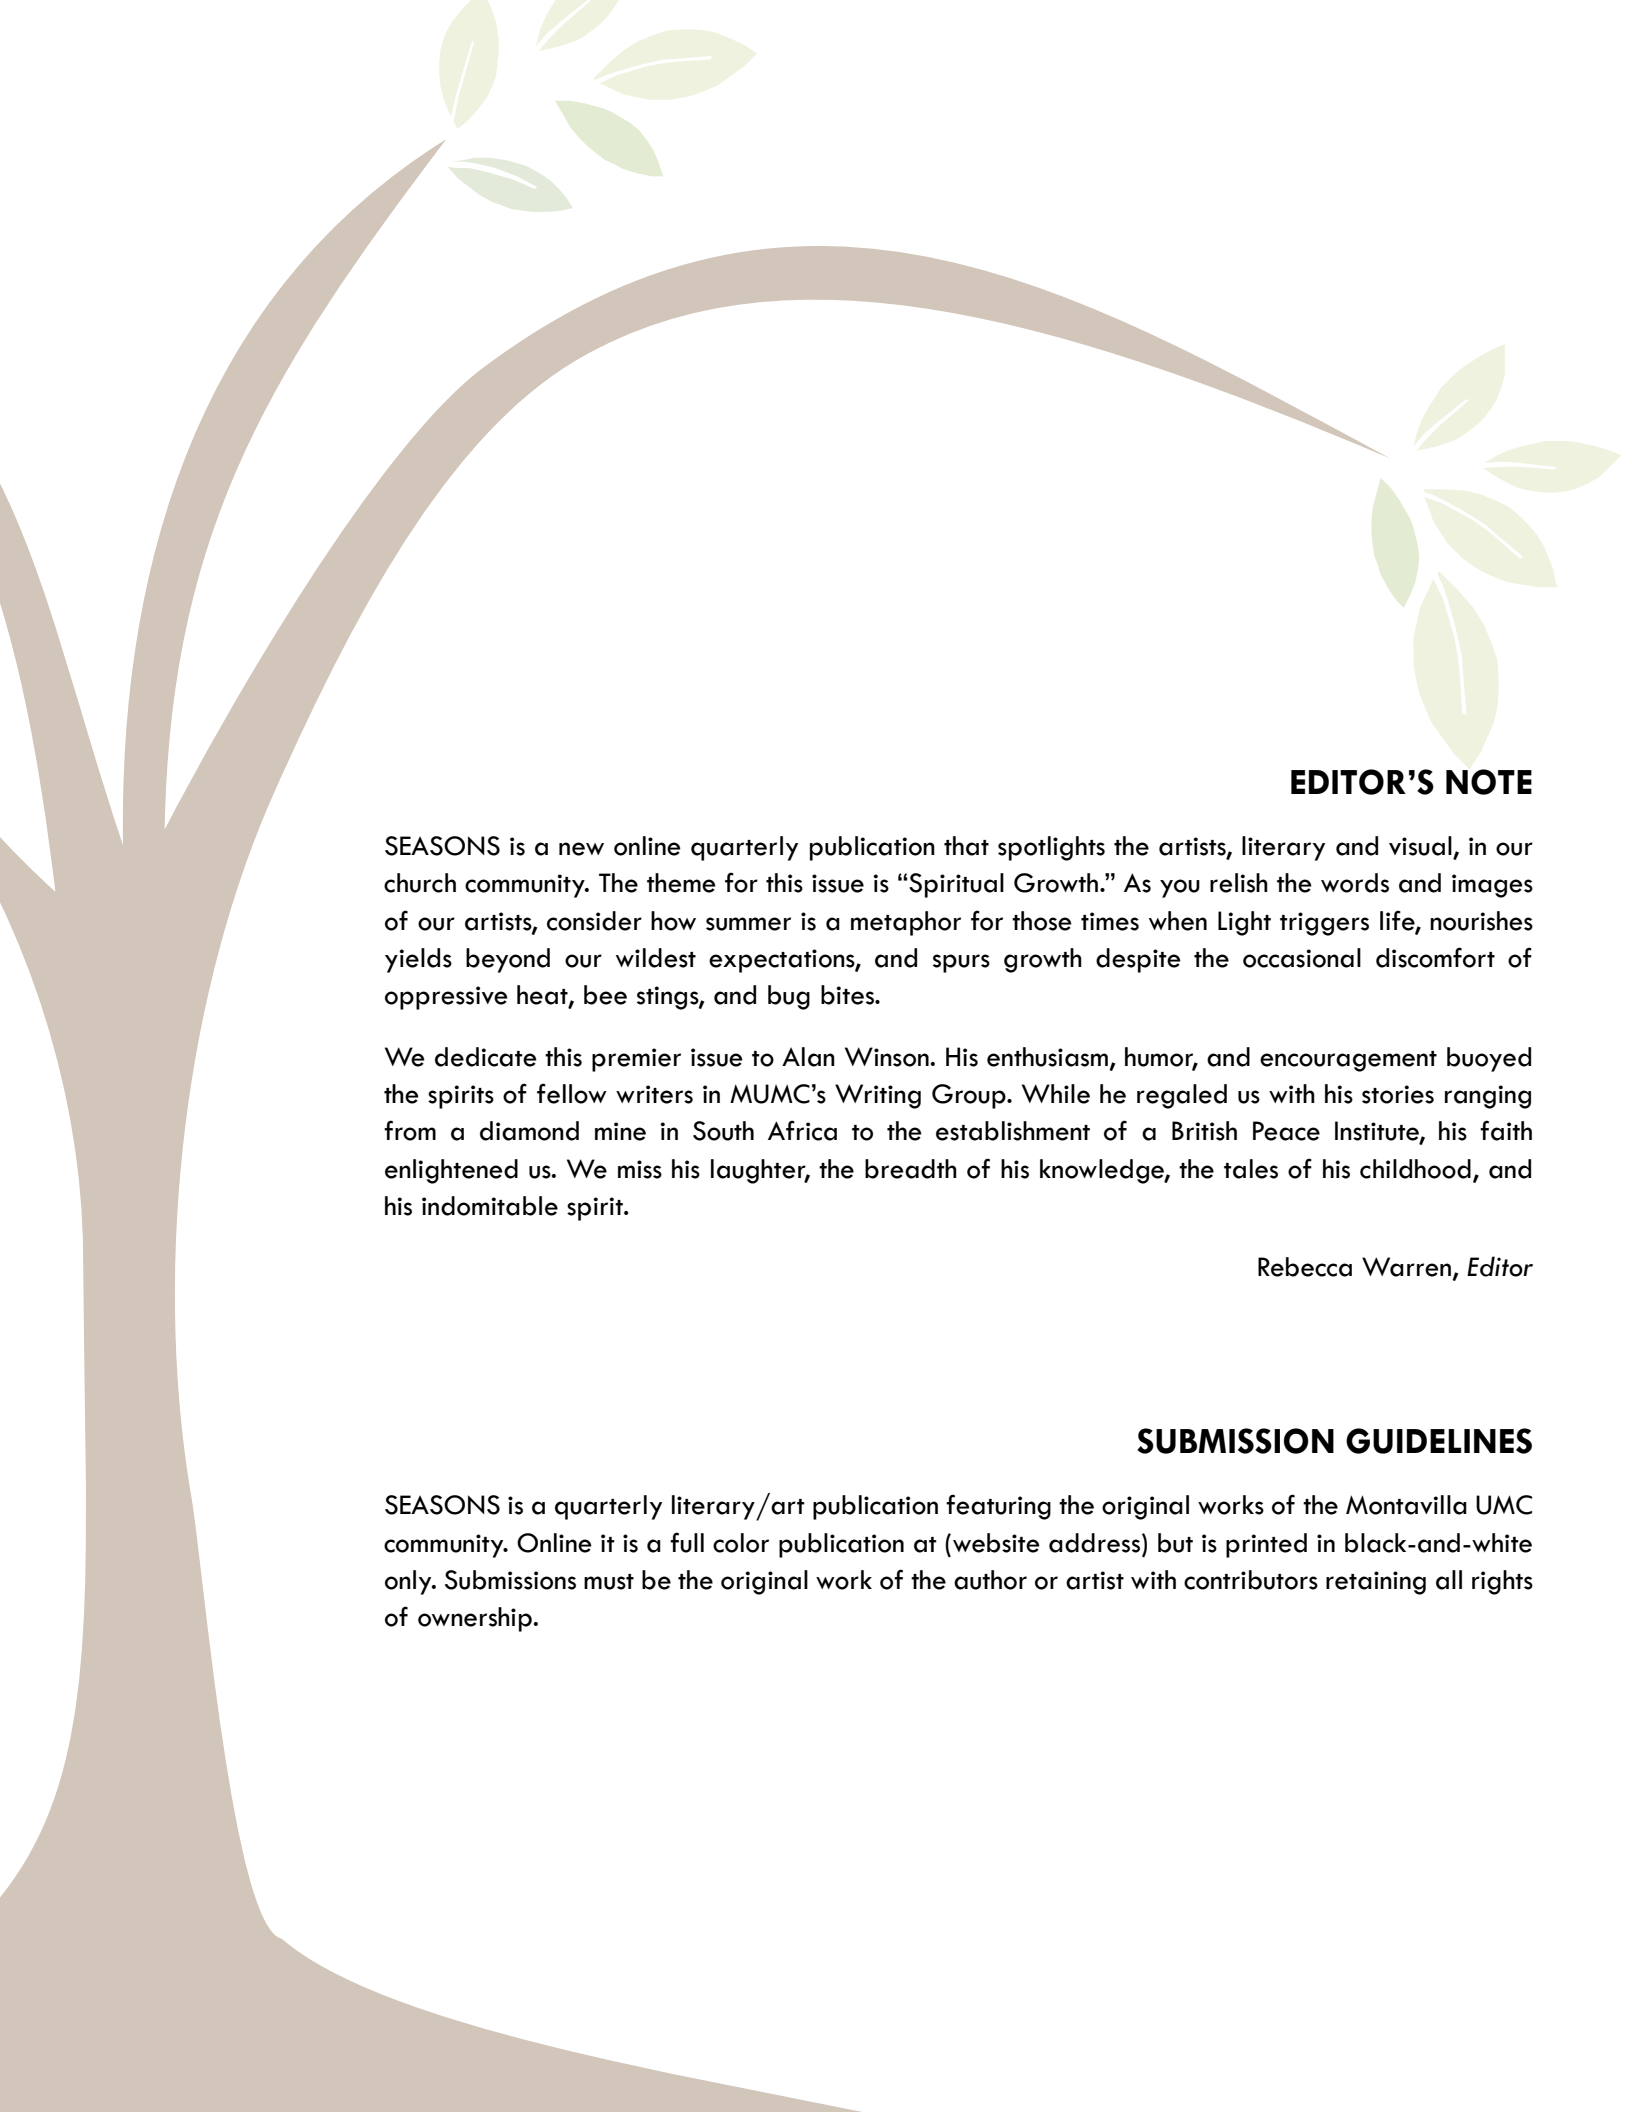 EDITOR’S NOTE
SEASONS is a new online quarterly publication that spotlights the artists, literary and visual, in our
church community. The theme for this issue is “Spiritual Growth.” As you relish the words and images
of our artists, consider how summer is a metaphor for those times when Light triggers life, nourishes
yields beyond our wildest expectations, and spurs growth despite the occasional discomfort of
oppressive heat, bee stings, and bug bites.
We dedicate this premier issue to Alan Winson. His enthusiasm, humor, and encouragement buoyed
the spirits of fellow writers in MUMC’s Writing Group. While he regaled us with his stories ranging
from a diamond mine in South Africa to the establishment of a British Peace Institute, his faith
enlightened us. We miss his laughter, the breadth of his knowledge, the tales of his childhood, and
his indomitable spirit.
Rebecca Warren, Editor
SUBMISSION GUIDELINES
SEASONS is a quarterly literary/art publication featuring the original works of the Montavilla UMC
community. Online it is a full color publication at (website address) but is printed in black-and-white
only. Submissions must be the original work of the author or artist with contributors retaining all rights
of ownership.